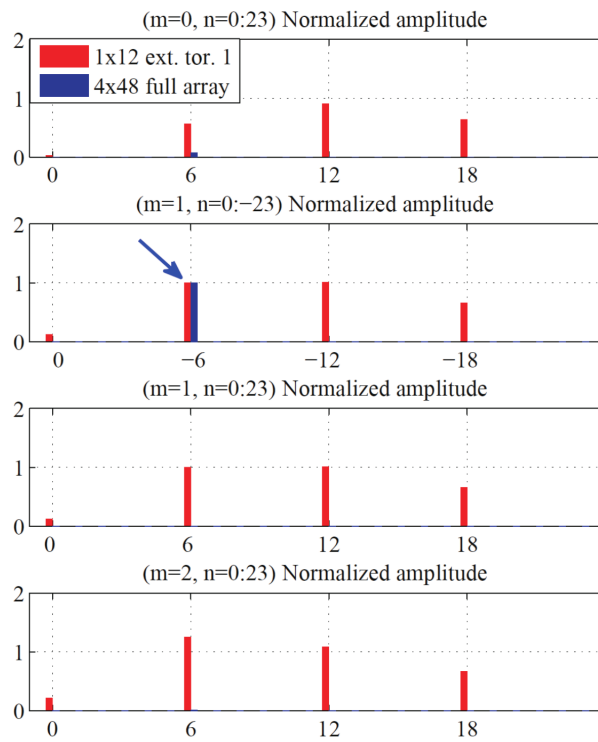 (m=0, n=0:23) Normalized amplitude
2
1x12 ext. tor. 1
4x48 full array
1
0
0 6 12 18
(m=1, n=0:−23) Normalized amplitude
2
1
0
0 −6 −12 −18
(m=1, n=0:23) Normalized amplitude
2
1
0
0 6 12 18
(m=2, n=0:23) Normalized amplitude
2
1
0
0 6 12 18